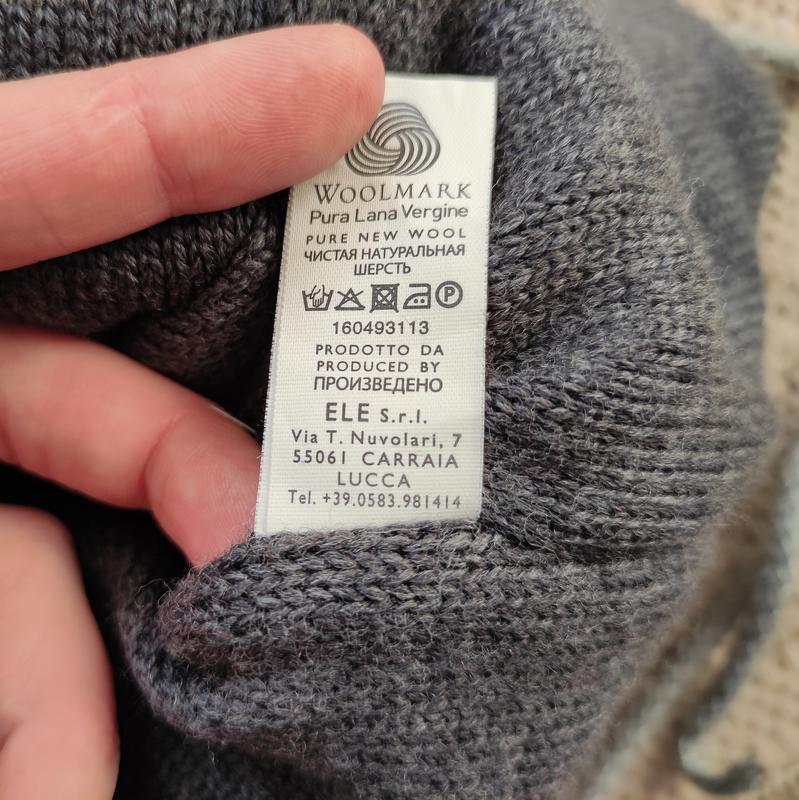 WOOLMARK
Pura Lana Vergine
PURE NEW WOOL
ЧИСТАЯ НАТУРАЛЬНАЯ
ШЕРСТЬ
P
160493113
PRODOTTO DA
PRODUCED BY
ПРОИЗВЕДЕНО
ELE S.r.l.
Via T. Nuvolari, 7
55061 CARRAIA
LUCCA
Tel. +39.0583.981414